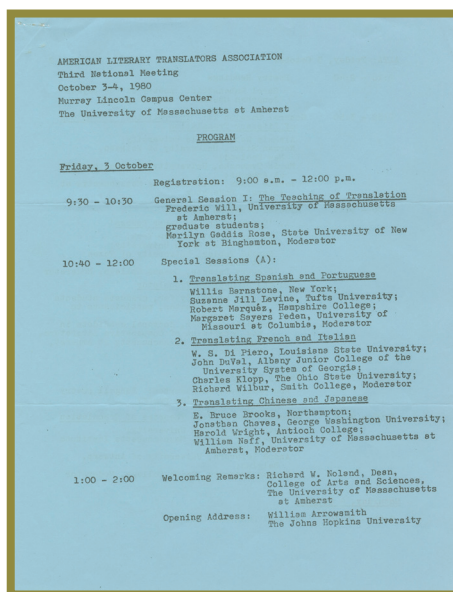 AMERICAN LITERARY TRANSLATORS ASSOCIATION
Third National Meeting
October 3-4, 1980
Murray Lincoln Campus Center
The University of Massachusetts at Amherst
PROGRAM
Friday, 3 October
Registration: 9:00 a.m. - 12:00 p.m.
9:30 - 10:30 General Session I: The Teaching of Translation
Frederic Will, University of Massachusetts
at Amherst;
graduate students;
Marilyn Gaddis Rose, State University of New
York at Binghamton, Moderator
10:40 - 12:00 Special Sessions (A):
1. Translating Spanish and Portuguese
Willis Barnstone, New York;
Suzanne Jill Levine, Tufts University;
Robert Marquéz, Hampshire College;
Margaret Sayers Peden, University of
Missouri at Columbia, Moderator
2. Translating French and Italian
W. S. Di Piero, Louisiana State University;
John DuVal, Albany Junior College of the
University System of Georgia;
Charles Klopp, The Ohio State University;
Richard Wilbur, Smith College, Moderator
3. Translating Chinese and Japanese
E. Bruce Brooks, Northampton;
Jonathan Chaves, George Washington University;
Harold Wright, Antioch College;
William Naff, University of Massachusetts at
Amherst, Moderator
1:00 - 2:00 Welcoming Remarks: Richard W. Noland, Dean,
College of Arts and Sciences,
The University of Massachusetts
at Amherst
Opening Address: William Arrowsmith
The Johns Hopkins University